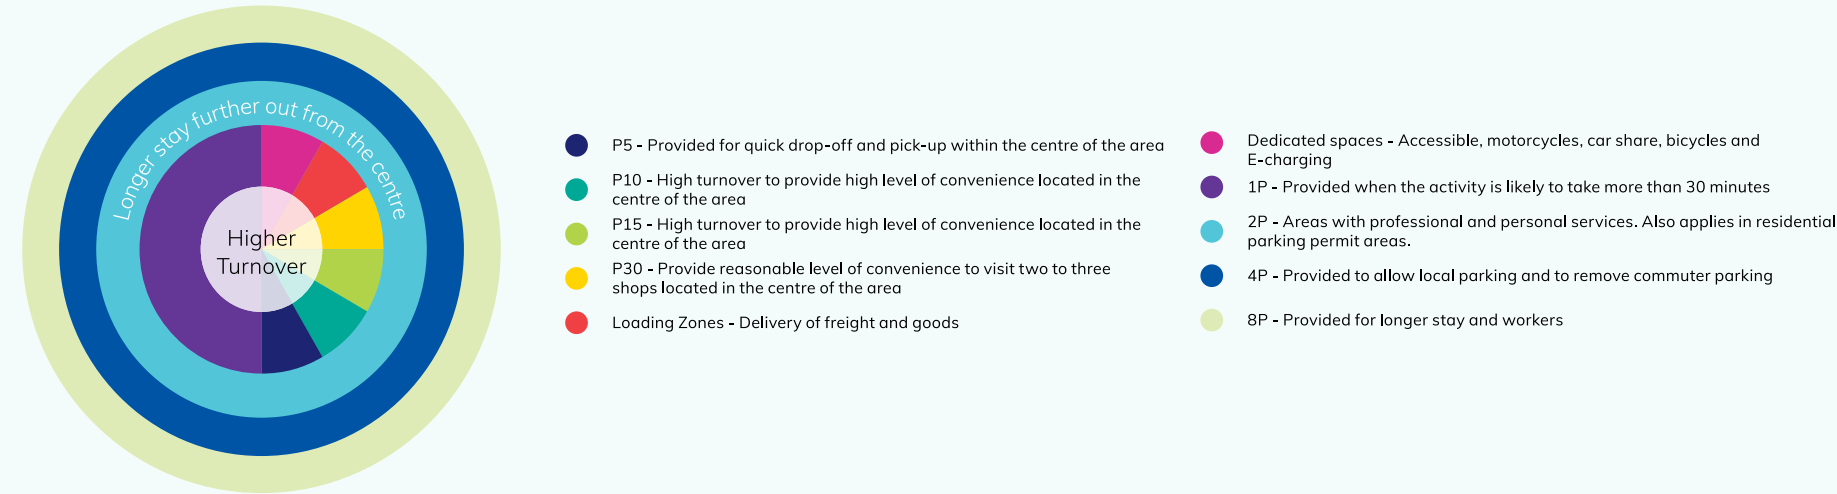 Longer stay further out from the centre
Higher
Turnover
P5 - Provided for quick drop-off and pick-up within the centre of the area
P10 - High turnover to provide high level of convenience located in the
centre of the area
P15 - High turnover to provide high level of convenience located in the
centre of the area
P30 - Provide reasonable level of convenience to visit two to three
shops located in the centre of the area
Loading Zones - Delivery of freight and goods
Dedicated spaces - Accessible, motorcycles, car share, bicycles and
E-charging
1P - Provided when the activity is likely to take more than 30 minutes
2P - Areas with professional and personal services. Also applies in residential
parking permit areas.
4P - Provided to allow local parking and to remove commuter parking
8P - Provided for longer stay and workers